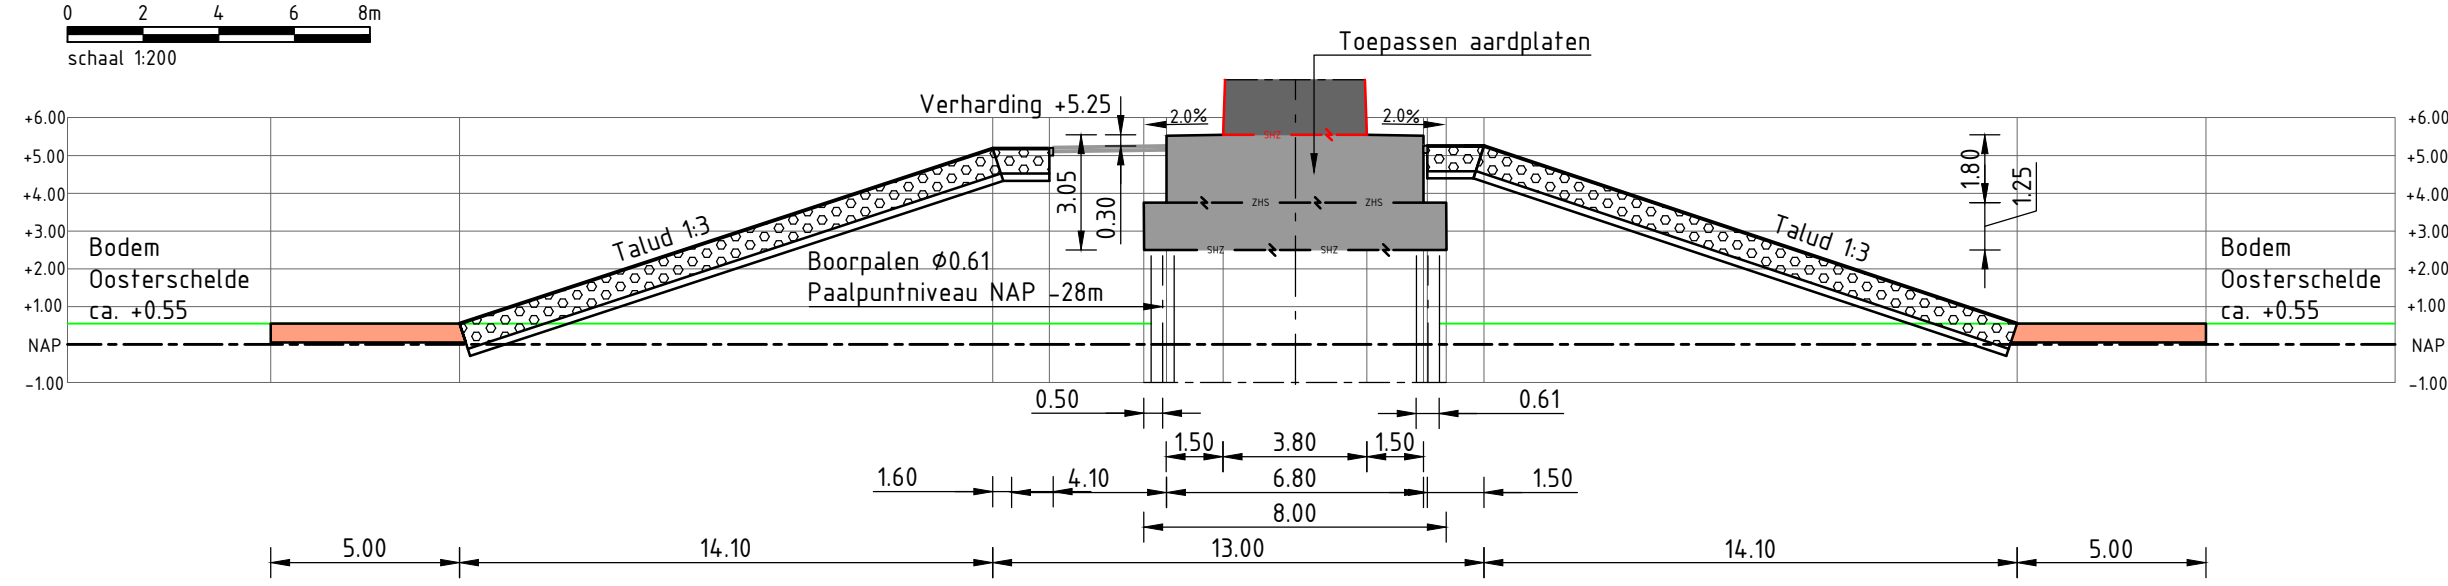 0 2 4 6 8m
schaal 1:200
Toepassen aardplaten
Verharding +5.25
2.0% 2.0%
+6.00 +6.00
SHZ
+5.00 +5.00
1.80
1.25
3.05
0.30
+4.00 +4.00
ZHS ZHS
+3.00 +3.00
Talud 1:3 Talud 1:3
Bodem
Oosterschelde
ca. +0.55
SHZ SHZ
Boorpalen Ø0.61
Paalpuntniveau NAP -28m
Bodem
Oosterschelde
ca. +0.55
+2.00 +2.00
+1.00 +1.00
NAP NAP
-1.00 -1.00
0.50 0.61
1.50 3.80 1.50
1.60 4.10 6.80 1.50
8.00
5.00 14.10 13.00 14.10 5.00